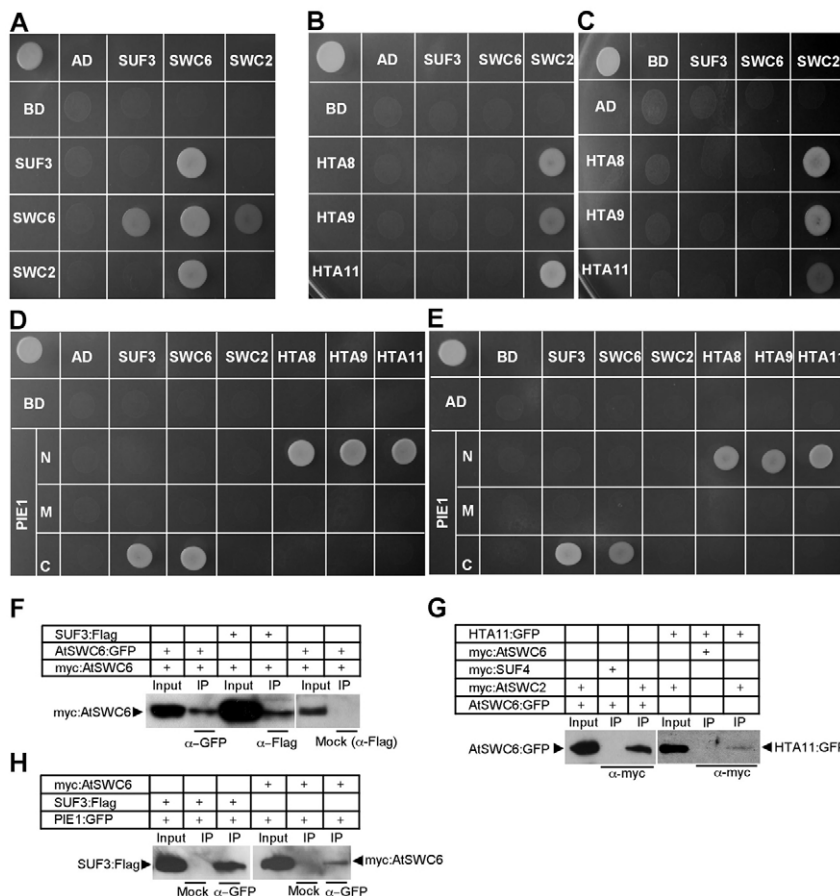 A
AD SUF3 SWC6 SWC2
BD
SUF3
SWC6
SWC2
B
AD SUF3 SWC6 SWC2
BD
HTA8
HTA9
HTA11
C
BD SUF3 SWC6 SWC2
AD
HTA8
HTA9
HTA11
D
AD SUF3 SWC6 SWC2 HTA8 HTA9 HTA11
BD
PIE1
N
M
C
E
BD SUF3 SWC6 SWC2 HTA8 HTA9 HTA11
AD
PIE1
N
M
C
F
SUF3:Flag + +
AtSWC6:GFP + + + +
myc:AtSWC6 + + + + + +
Input IP Input IP Input IP
myc:AtSWC6
α-GFP α-Flag Mock (α-Flag)
G
HTA11:GFP + + +
myc:AtSWC6 +
myc:SUF4 +
myc:AtSWC2 + + + +
AtSWC6:GFP + + +
Input IP IP Input IP IP
AtSWC6:GFP HTA11:GFP
α-myc α-myc
H
myc:AtSWC6 + + +
SUF3:Flag + + +
PIE1:GFP + + + + + +
Input IP IP Input IP IP
SUF3:Flag myc:AtSWC6
Mock α-GFP Mock α-GFP